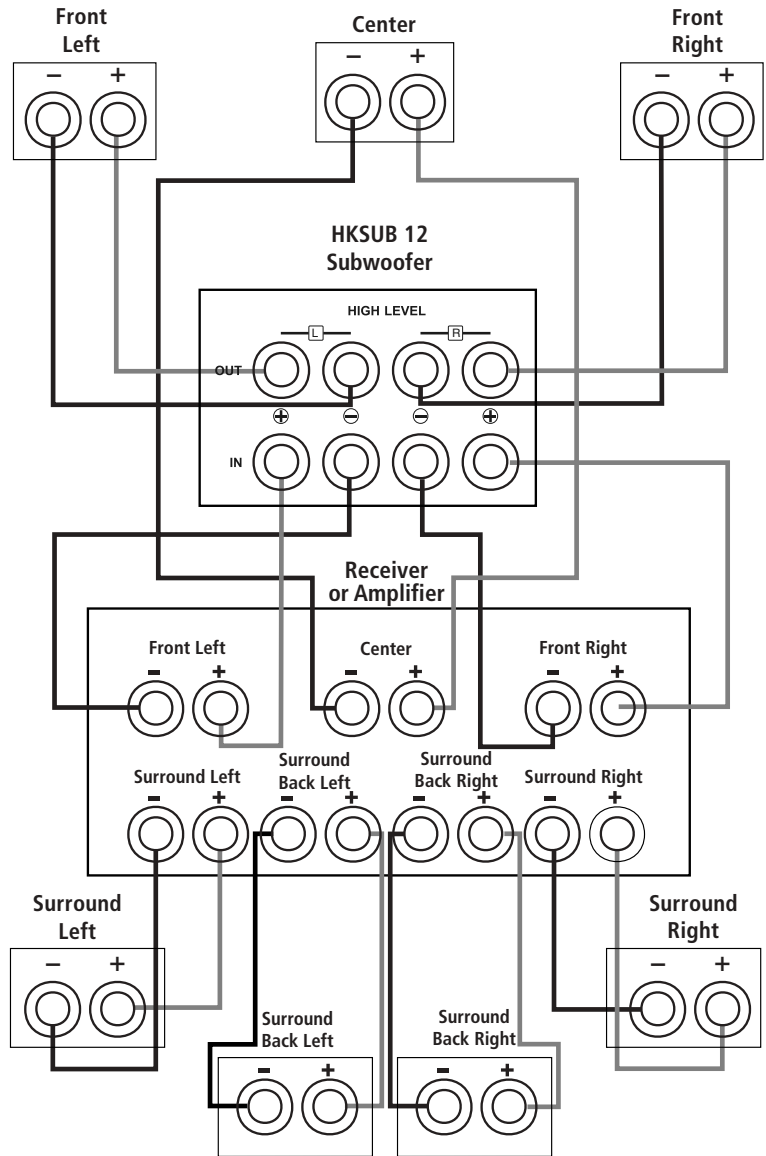 Front
Left
Center
Front
Right
− +
− +
− +
HKSUB 12
Subwoofer
HIGH LEVEL
L R
OUT
+ − − +
IN
Receiver
or Amplifier
Front Left
Center
Front Right
- +
- +
- +
Surround Left
Surround
Back Left
Surround
Back Right
Surround Right
- +
- +
- +
- +
Surround
Left
Surround
Right
− +
− +
Surround
Back Left
Surround
Back Right
- +
- +